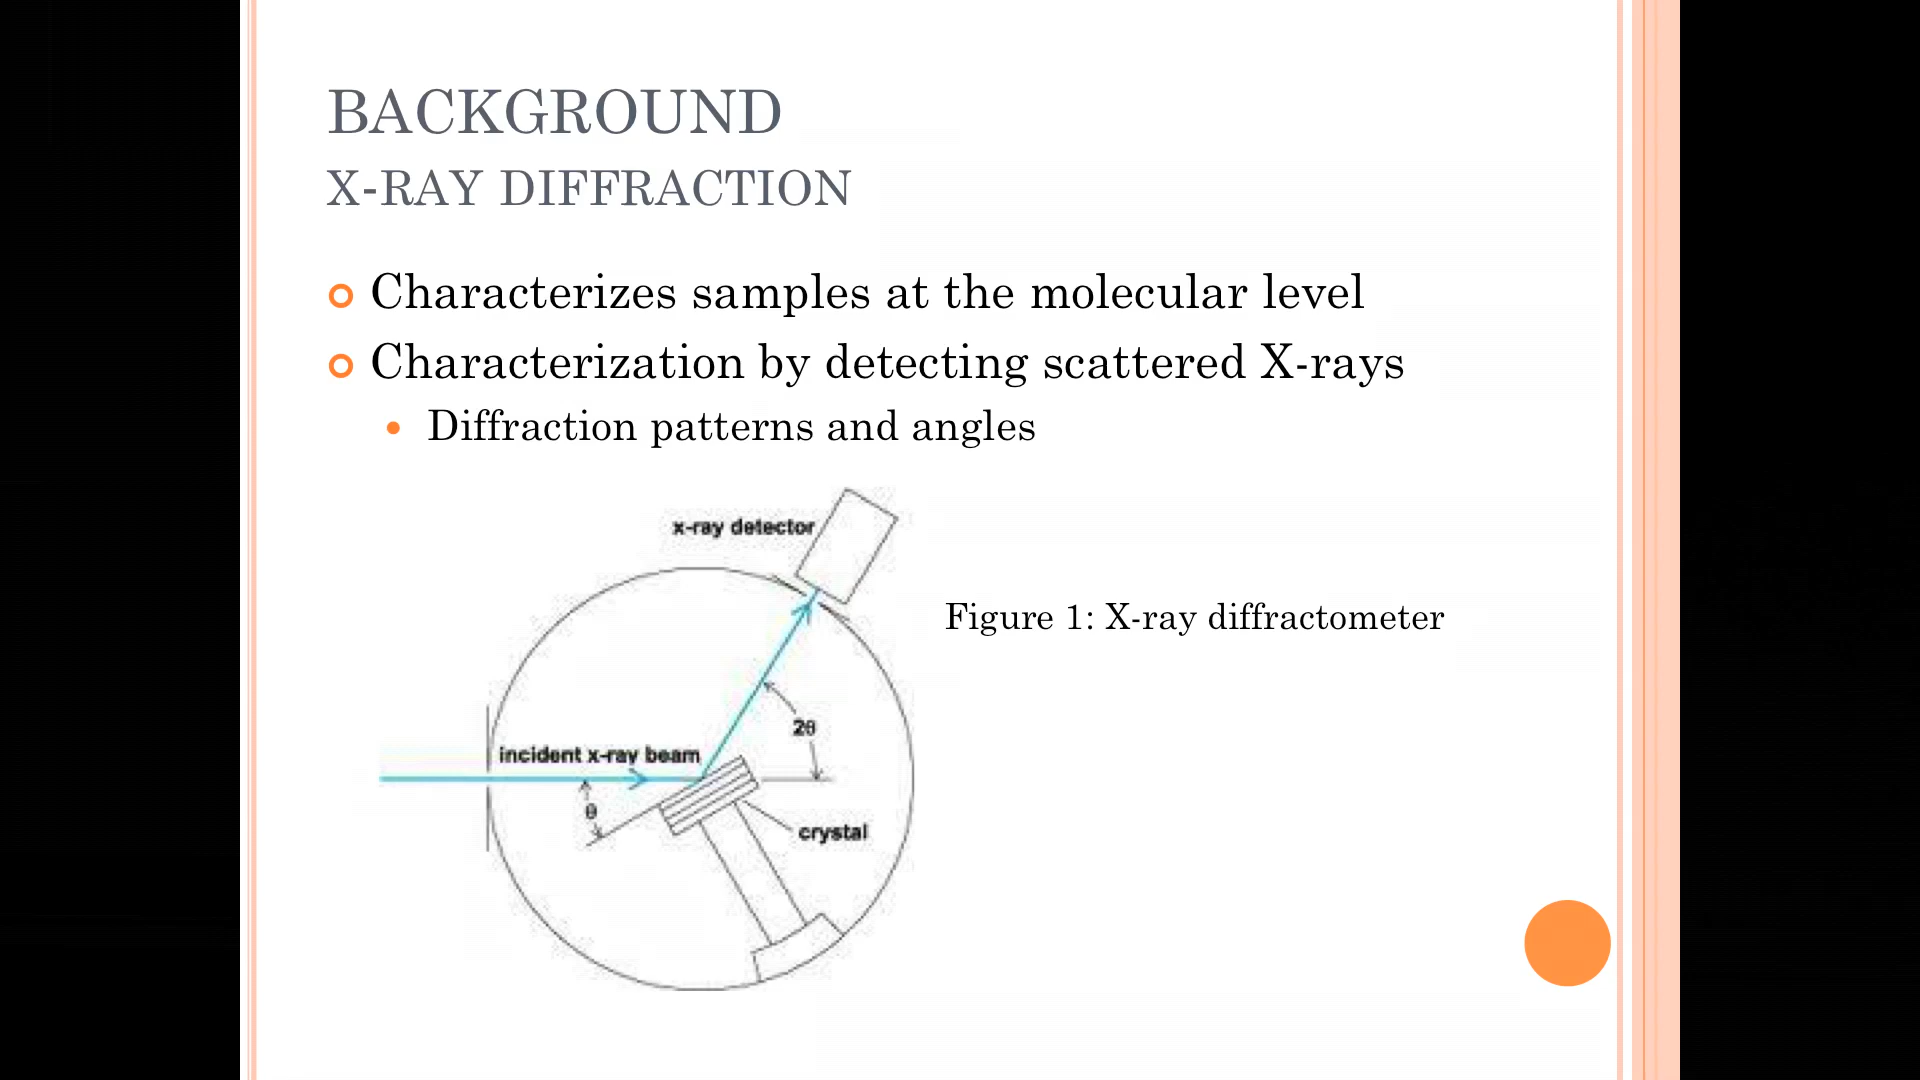 BACKGROUND
X-RAY DIFFRACTION
Characterizes samples at the molecular level
Characterization by detecting scattered X-rays
Diffraction patterns and angles
x-ray detector
Figure 1: X-ray diffractometer
2θ
incident x-ray beam
θ
crystal